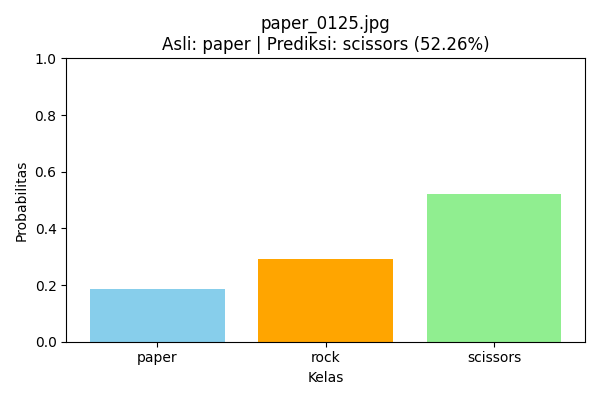 paper_0125.jpg
Asli: paper | Prediksi: scissors (52.26%)
1.0
0.8
0.6
0.4
0.2
0.0
Probabilitas
paper
rock
scissors
Kelas